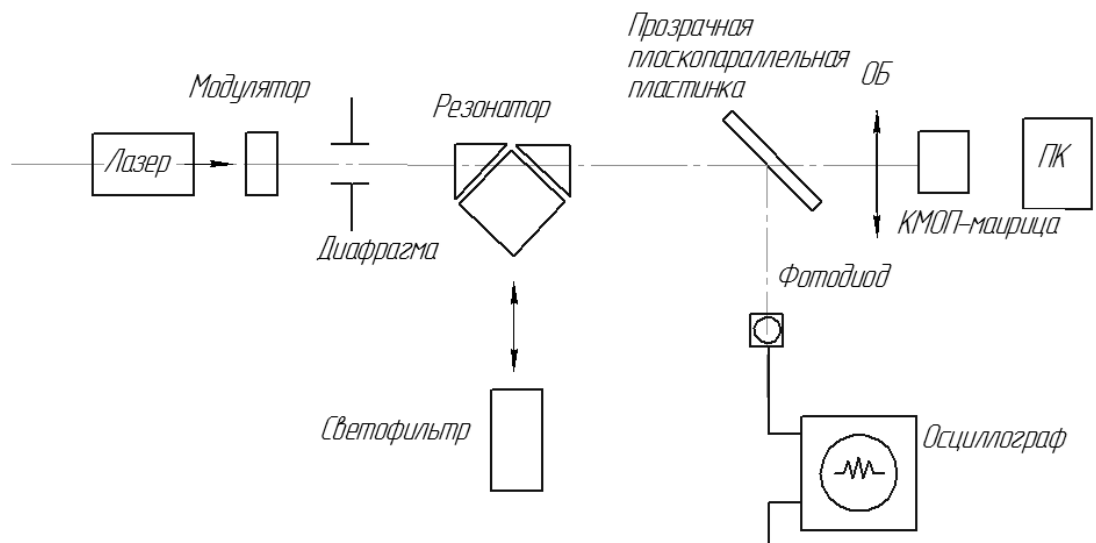 Прозрачная
плоскопараллельная
пластинка
ОБ
Модулятор
Резонатор
Лазер
ПК
Диафрагма
КМОП-маирица
Фотодиод
Светофильтр
Осциллограф